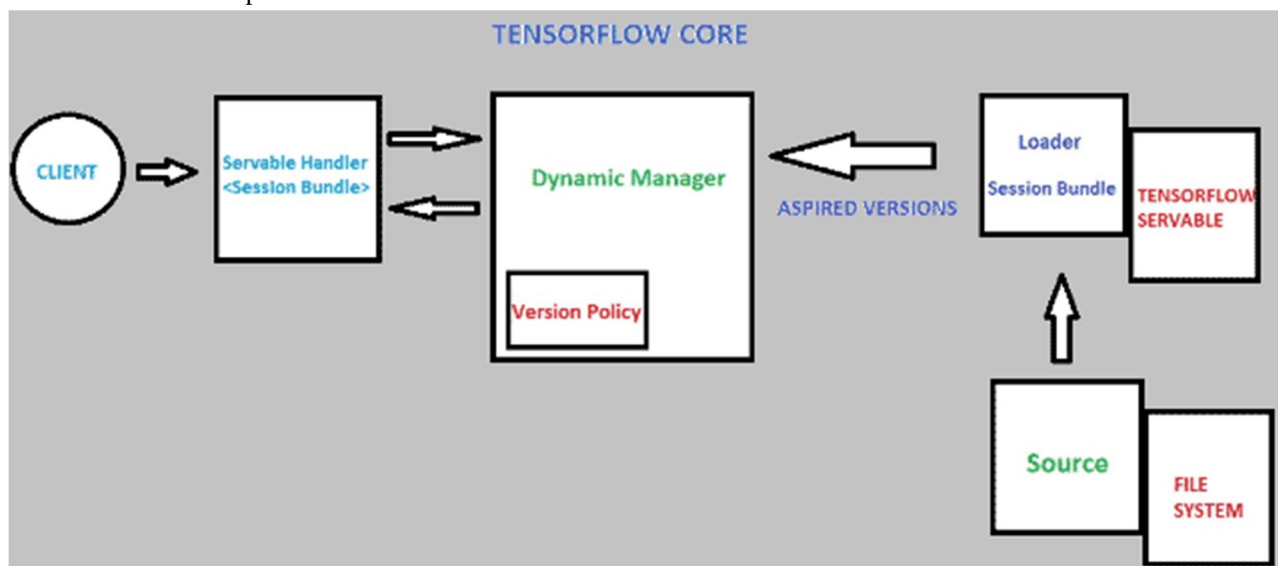 TENSORFLOW CORE
CLIENT
Servable Handler
<Session Bundle>
Dynamic Manager
Version Policy
ASPIRED VERSIONS
Loader
Session Bundle
TENSORFLOW
SERVABLE
Source
FILE
SYSTEM